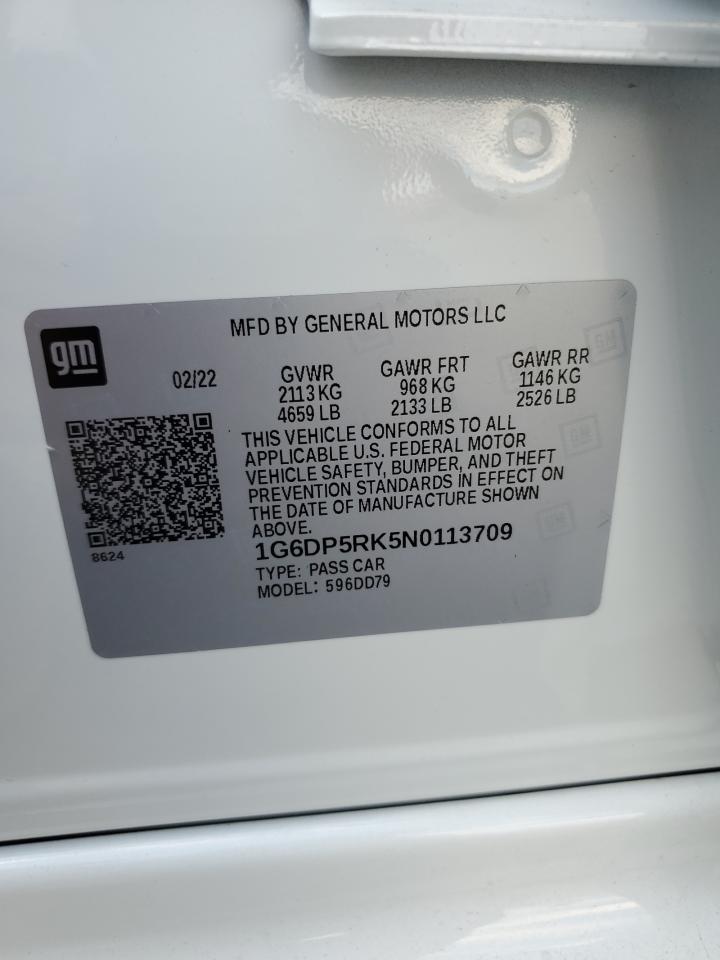 MFD BY GENERAL MOTORS LLC
gm
02/22
GVWR
2113 KG
4659 LB
GAWR FRT
968 KG
2133 LB
GAWR RR
1146 KG
2526 LB
THIS VEHICLE CONFORMS TO ALL
APPLICABLE U.S. FEDERAL MOTOR
VEHICLE SAFETY, BUMPER, AND THEFT
PREVENTION STANDARDS IN EFFECT ON
THE DATE OF MANUFACTURE SHOWN
ABOVE.
8624
1G6DP5RK5N0113709
TYPE: PASS CAR
MODEL: 596DD79